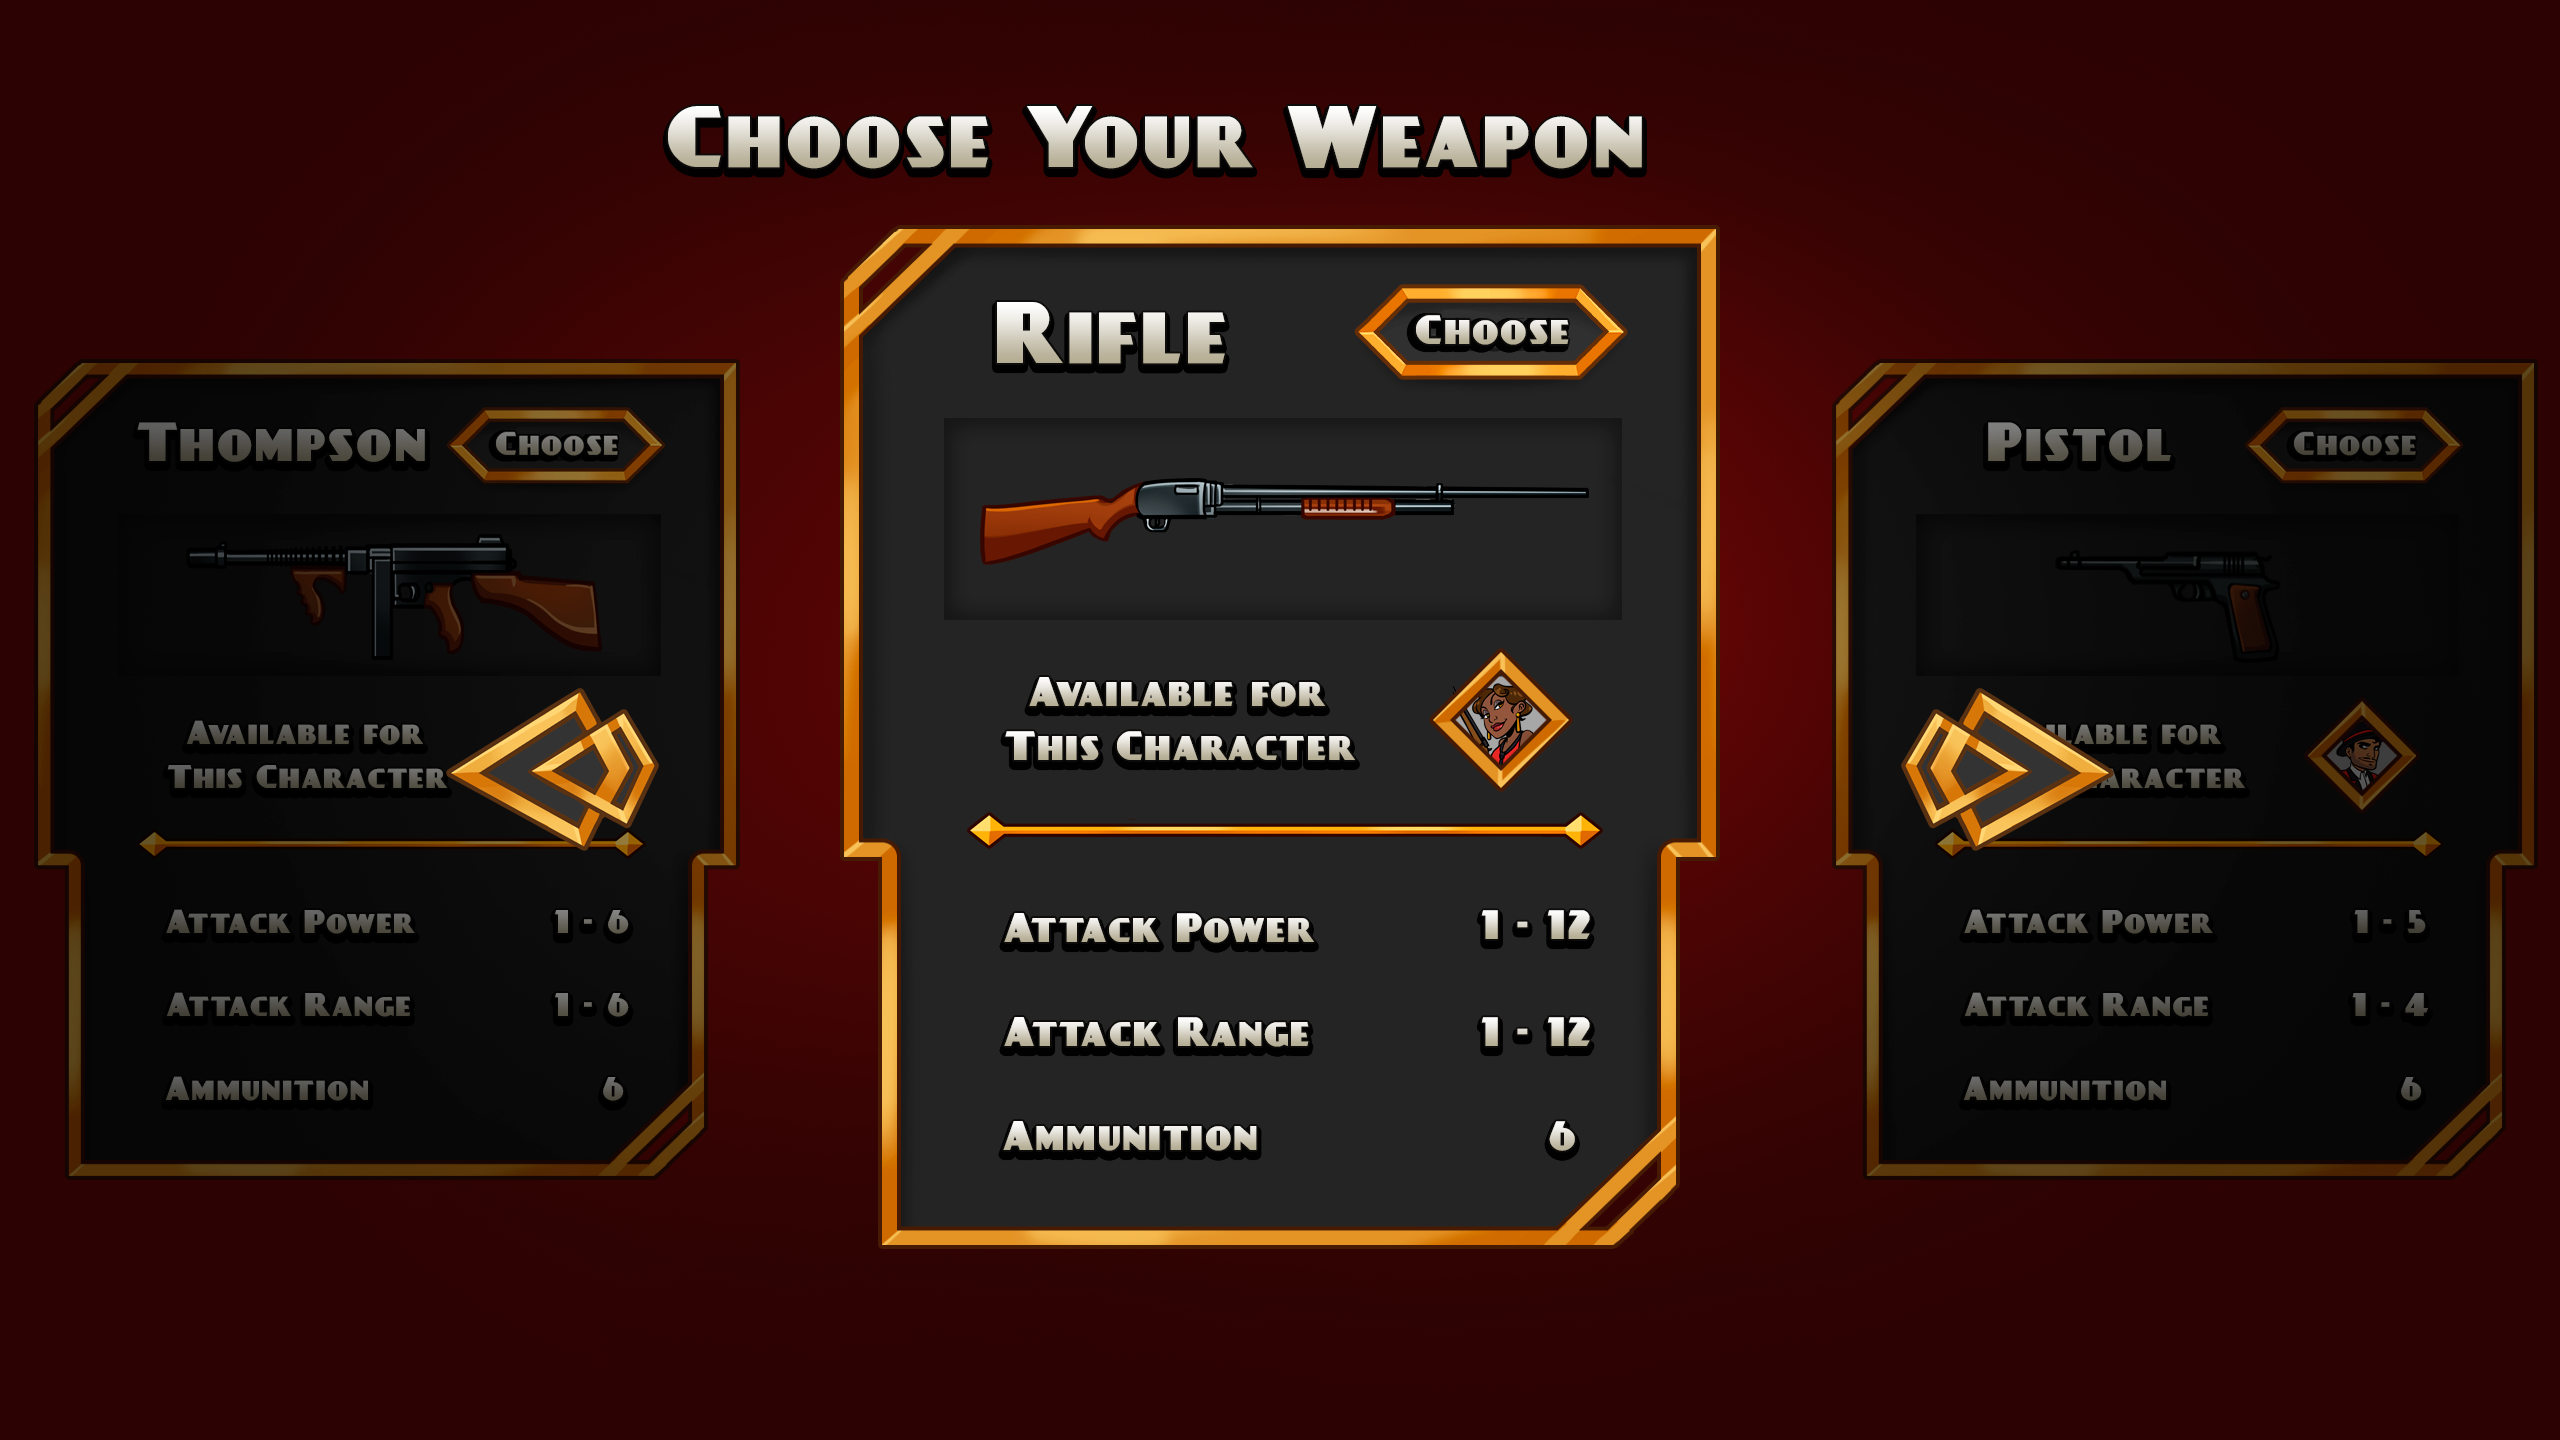 Choose Your Weapon
Thompson
Choose
Available for
This Character
Attack Power 1 - 6
Attack Range 1 - 6
Ammunition 6
Rifle
Choose
Available for
This Character
Attack Power 1 - 12
Attack Range 1 - 12
Ammunition 6
Pistol
Choose
for
Attack Power 1 - 5
Attack Range 1 - 4
Ammunition 6